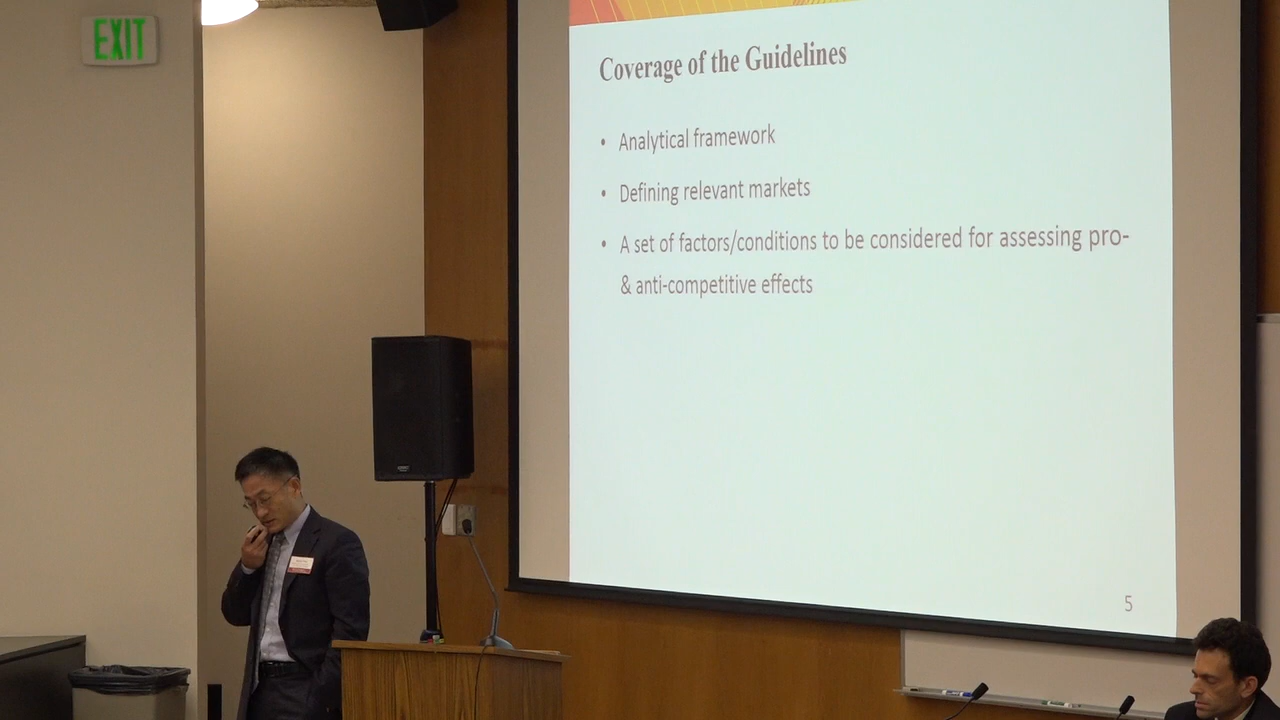 EXIT
Coverage of the Guidelines
• Analytical framework
• Defining relevant markets
• A set of factors/conditions to be considered for assessing pro-
& anti-competitive effects
5